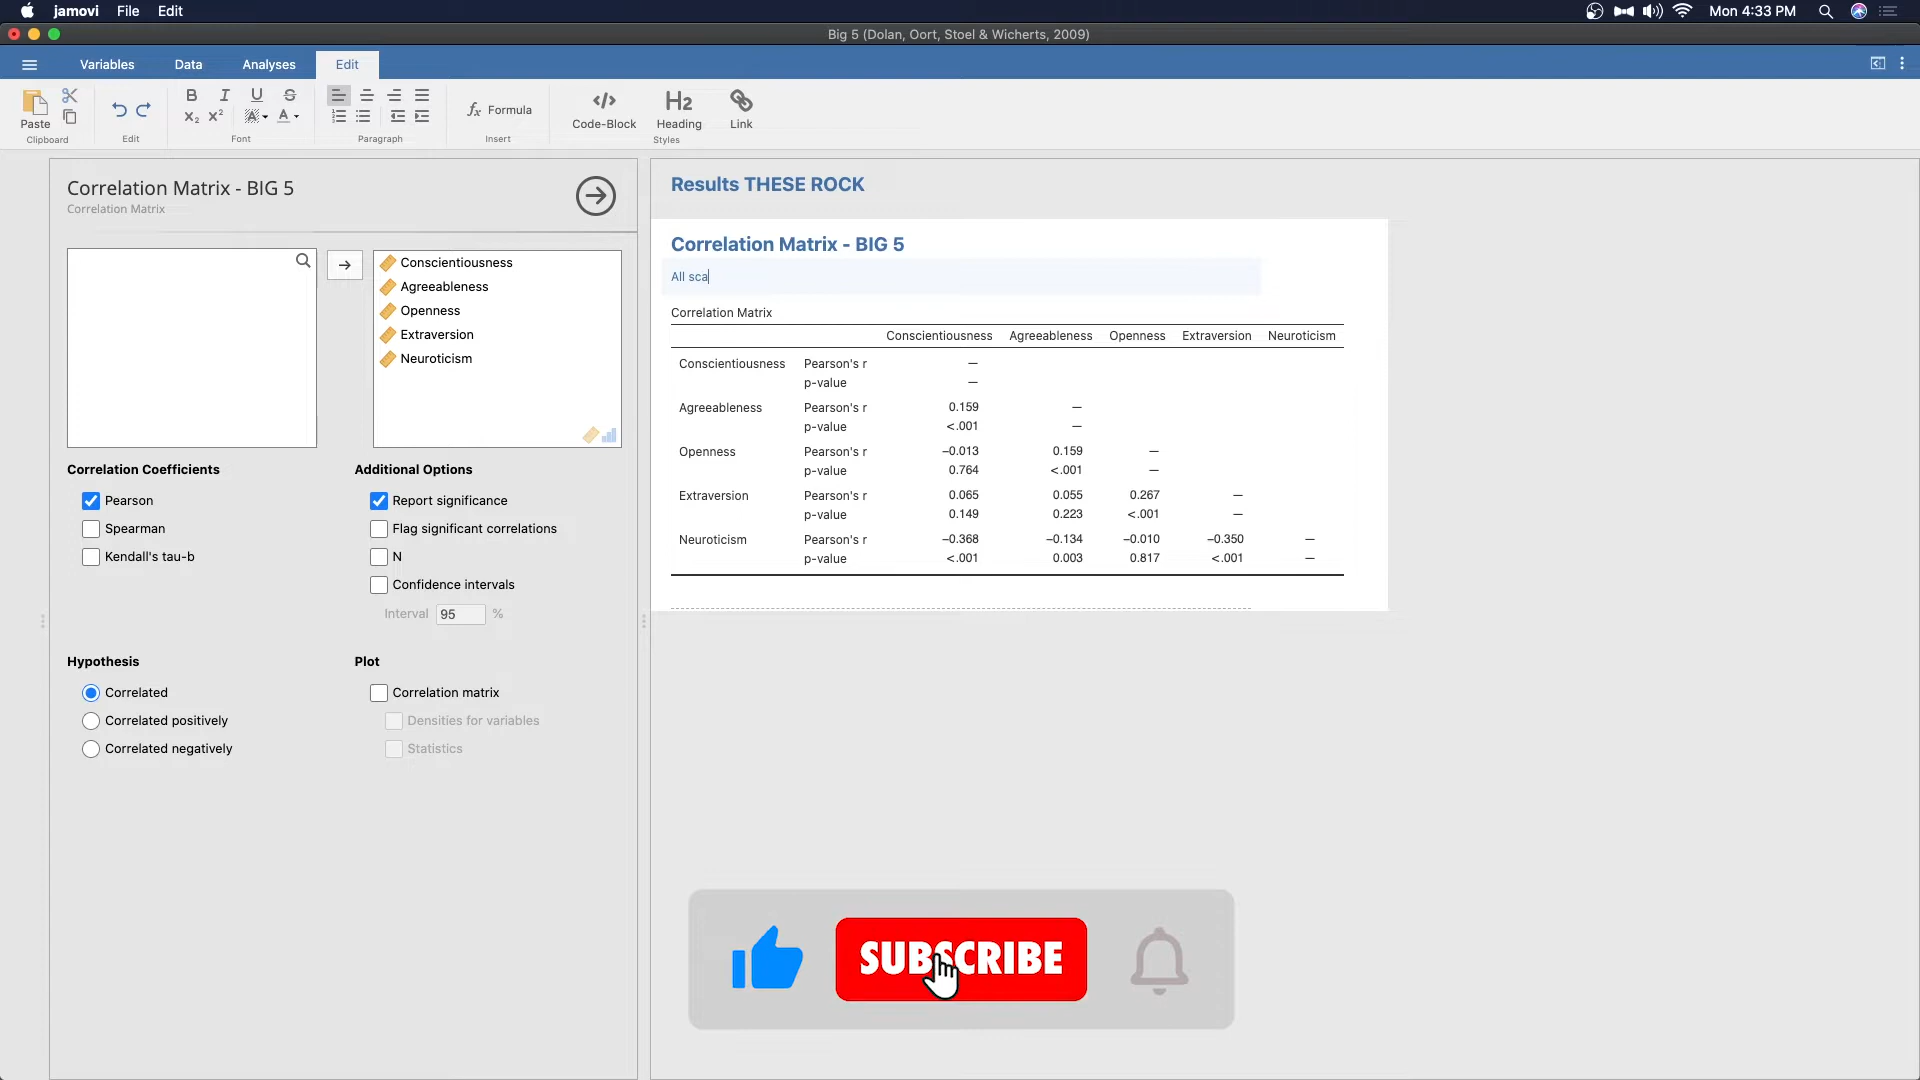 jamovi File Edit
Mon 4:33 PM
Big 5 (Dolan, Oort, Stoel & Wicherts, 2009)
Variables Data Analyses Edit
Paste
Clipboard
Edit
B I U S
X₂ X² A
Font
Paragraph
fx Formula
Insert
Code-Block
H2
Heading
Link
Styles
Correlation Matrix - BIG 5
Correlation Matrix
Conscientiousness
Agreeableness
Openness
Extraversion
Neuroticism
Correlation Coefficients
Pearson
Spearman
Kendall's tau-b
Additional Options
Report significance
Flag significant correlations
N
Confidence intervals
Interval 95 %
Hypothesis
Correlated
Correlated positively
Correlated negatively
Plot
Correlation matrix
Densities for variables
Statistics
Results THESE ROCK
Correlation Matrix - BIG 5
All sca
Correlation Matrix
Conscientiousness Agreeableness Openness Extraversion Neuroticism
Conscientiousness Pearson's r —
p-value —
Agreeableness Pearson's r 0.159 —
p-value <.001 —
Openness Pearson's r –0.013 0.159 —
p-value 0.764 <.001 —
Extraversion Pearson's r 0.065 0.055 0.267 —
p-value 0.149 0.223 <.001 —
Neuroticism Pearson's r –0.368 –0.134 –0.010 –0.350 —
p-value <.001 0.003 0.817 <.001 —
SUBSCRIBE